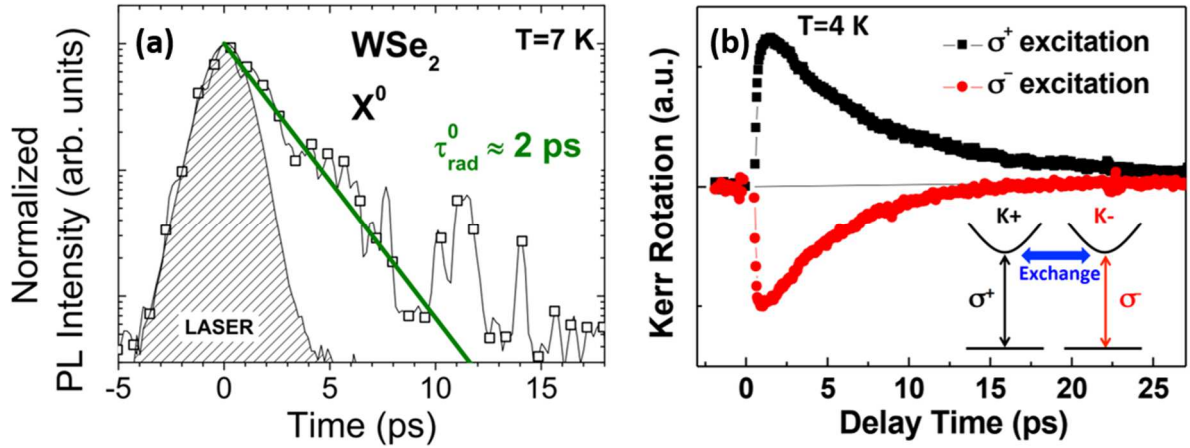 (a)
WSe₂
T=7 K
X⁰
τ⁰rad ≈ 2 ps
LASER
Normalized
PL Intensity (arb. units)
-5 0 5 10 15
Time (ps)
(b)
T=4 K
σ⁺ excitation
σ⁻ excitation
K+ K-
Exchange
σ⁺ σ⁻
Kerr Rotation (a.u.)
0 5 10 15 20 25
Delay Time (ps)